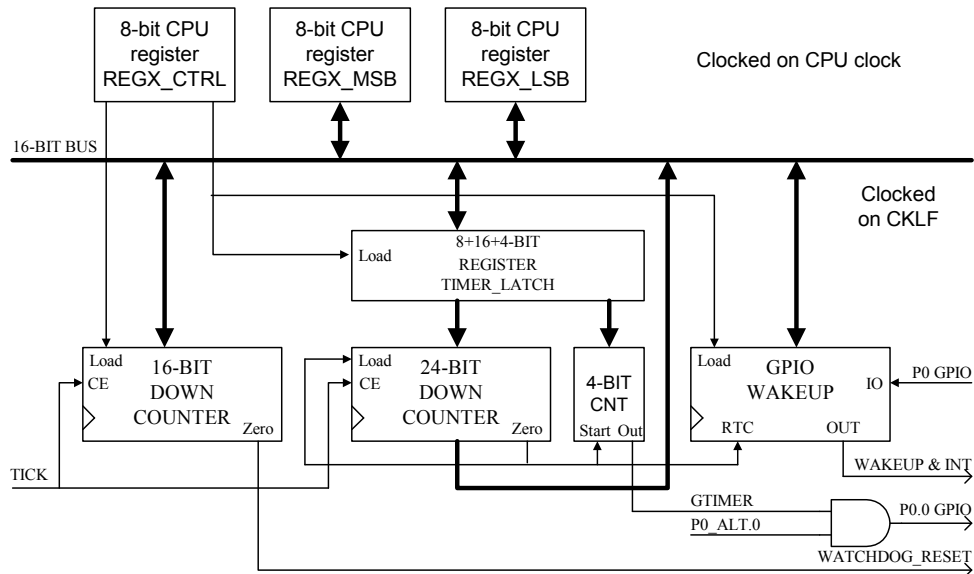 8-bit CPU
register
REGX_CTRL
8-bit CPU
register
REGX_MSB
8-bit CPU
register
REGX_LSB
Clocked on CPU clock
16-BIT BUS
Clocked
on CKLF
Load
8+16+4-BIT
REGISTER
TIMER_LATCH
Load
CE
16-BIT
DOWN
COUNTER
Zero
Load
CE
24-BIT
DOWN
COUNTER
Zero
4-BIT
CNT
Start Out
Load
GPIO
WAKEUP
IO
RTC
OUT
P0 GPIO
TICK
WAKEUP & INT
GTIMER
P0_ALT.0
P0.0 GPIO
WATCHDOG_RESET